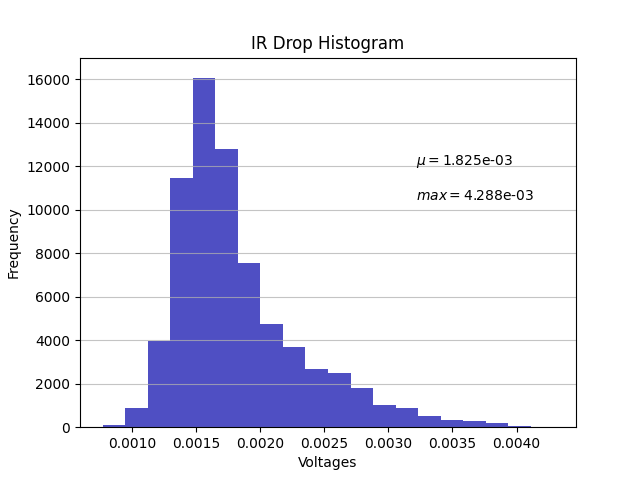 IR Drop Histogram
16000
14000
12000
10000
8000
6000
4000
2000
0
Frequency
μ = 1.825e-03
max = 4.288e-03
0.0010 0.0015 0.0020 0.0025 0.0030 0.0035 0.0040
Voltages